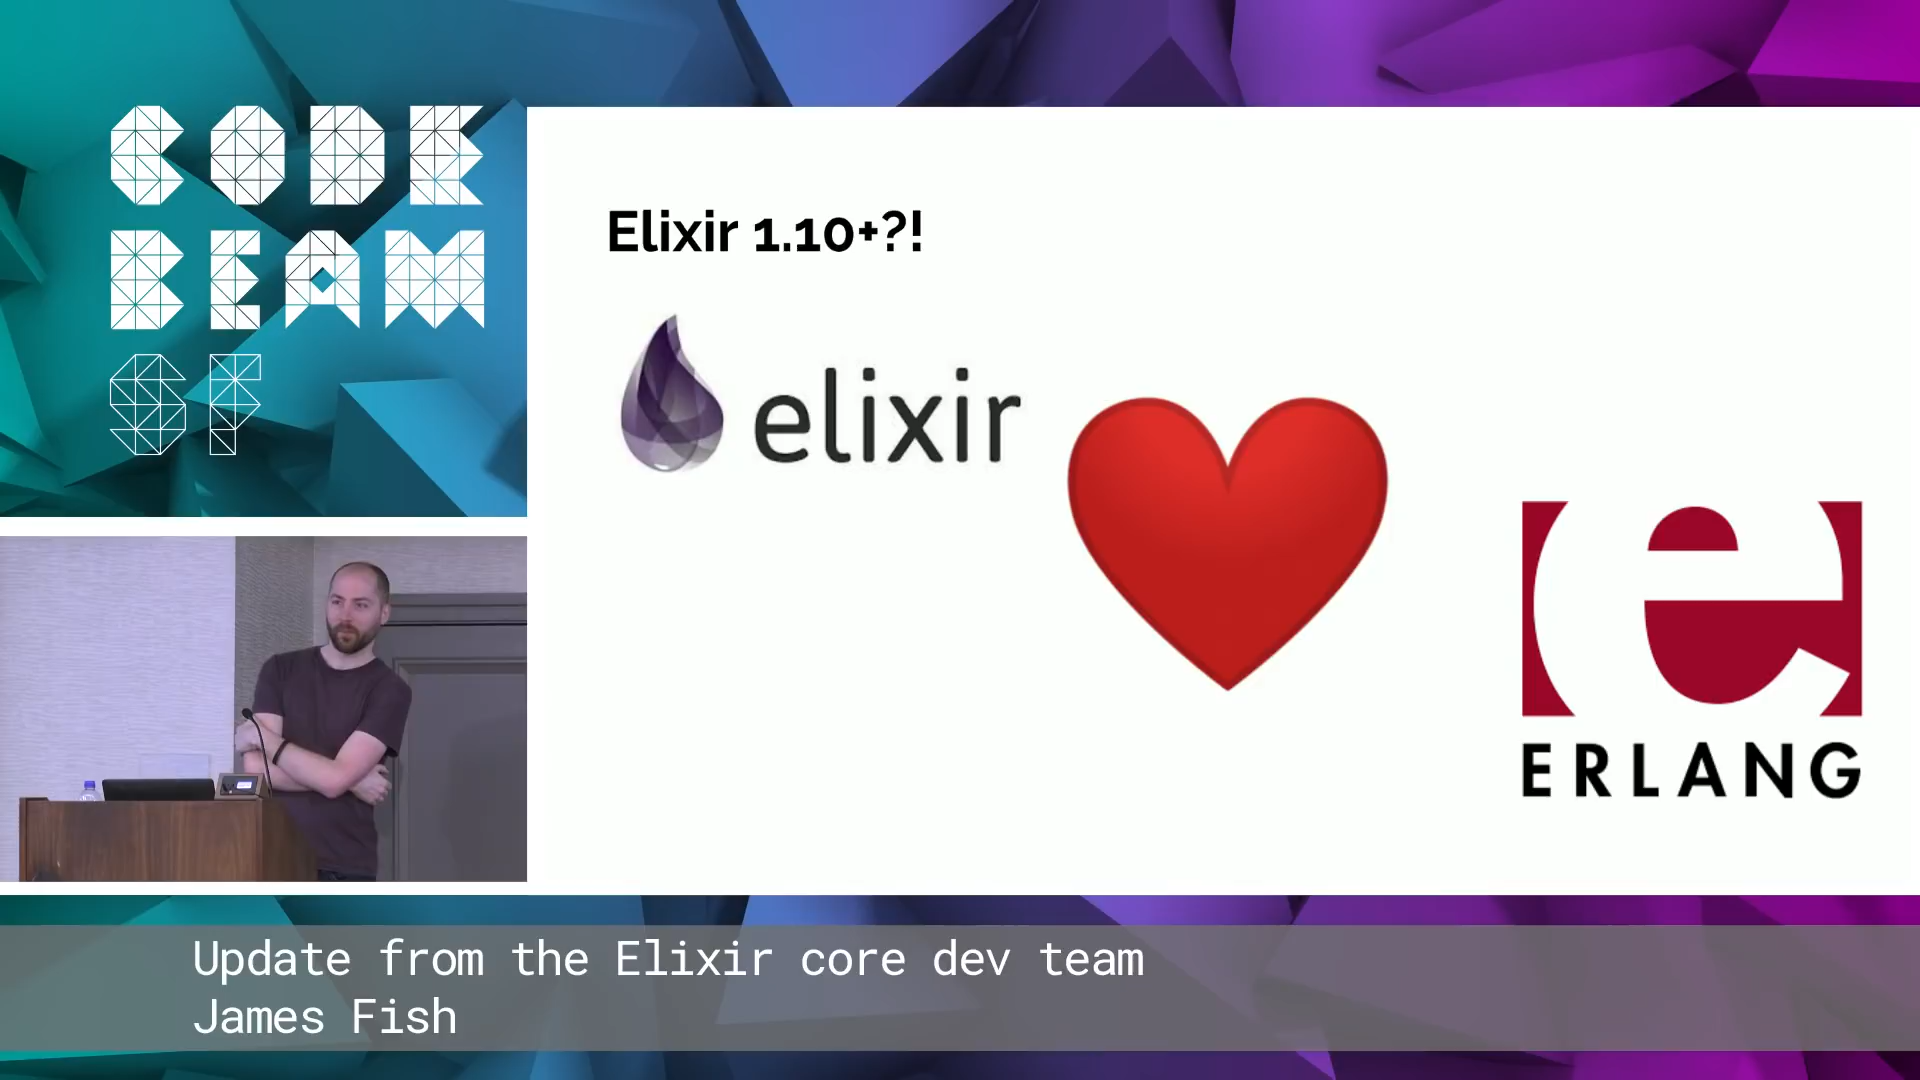 CODE
BEAM
SF
Elixir 1.10+?!
elixir
e
ERLANG
Update from the Elixir core dev team
James Fish